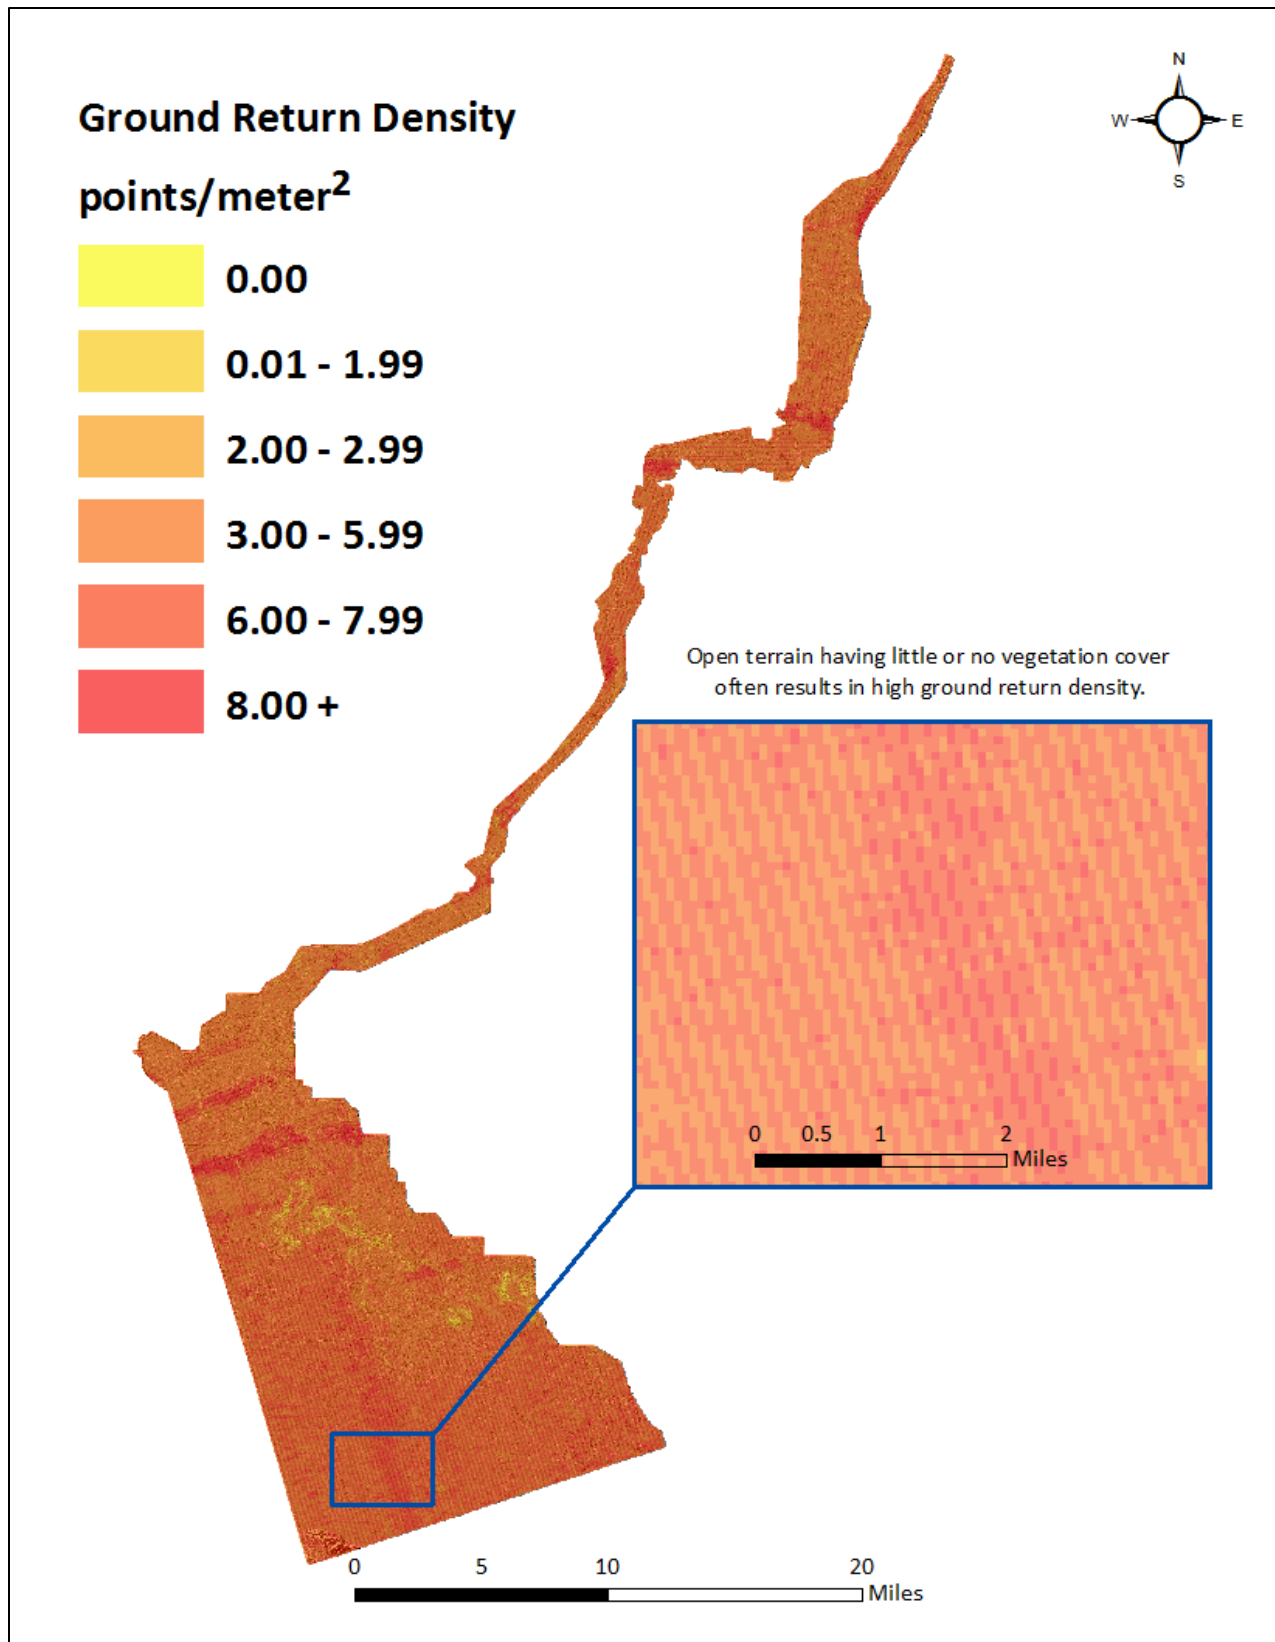 N
W E
S
Ground Return Density
points/meter²
0.00
0.01 - 1.99
2.00 - 2.99
3.00 - 5.99
6.00 - 7.99
8.00 +
Open terrain having little or no vegetation cover
often results in high ground return density.
0 0.5 1 2
Miles
0 5 10 20
Miles